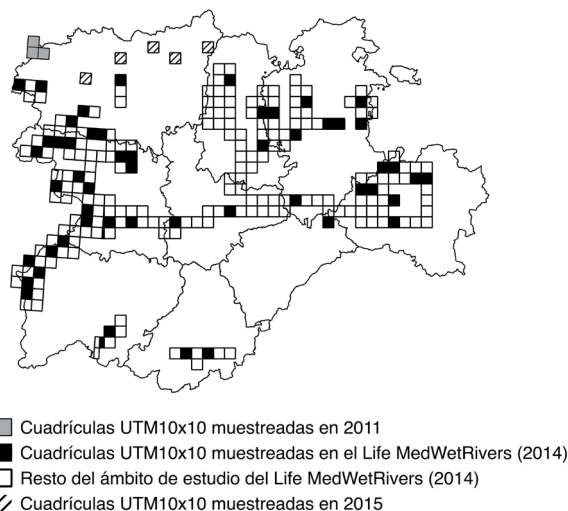 Cuadrículas UTM10x10 muestreadas en 2011
Cuadrículas UTM10x10 muestreadas en el Life MedWetRivers (2014)
Resto del ámbito de estudio del Life MedWetRivers (2014)
Cuadrículas UTM10x10 muestreadas en 2015